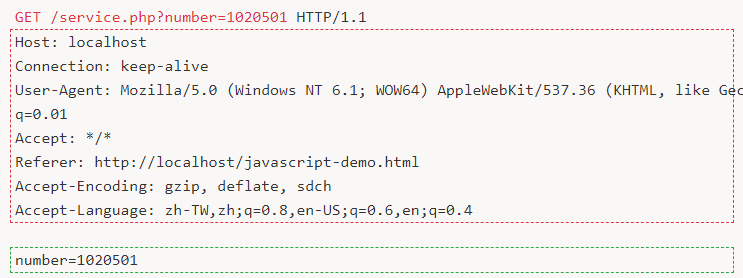 GET /service.php?number=1020501 HTTP/1.1
Host: localhost
Connection: keep-alive
User-Agent: Mozilla/5.0 (Windows NT 6.1; WOW64) AppleWebKit/537.36 (KHTML, like Gec
q=0.01
Accept: */*
Referer: http://localhost/javascript-demo.html
Accept-Encoding: gzip, deflate, sdch
Accept-Language: zh-TW,zh;q=0.8,en-US;q=0.6,en;q=0.4
number=1020501